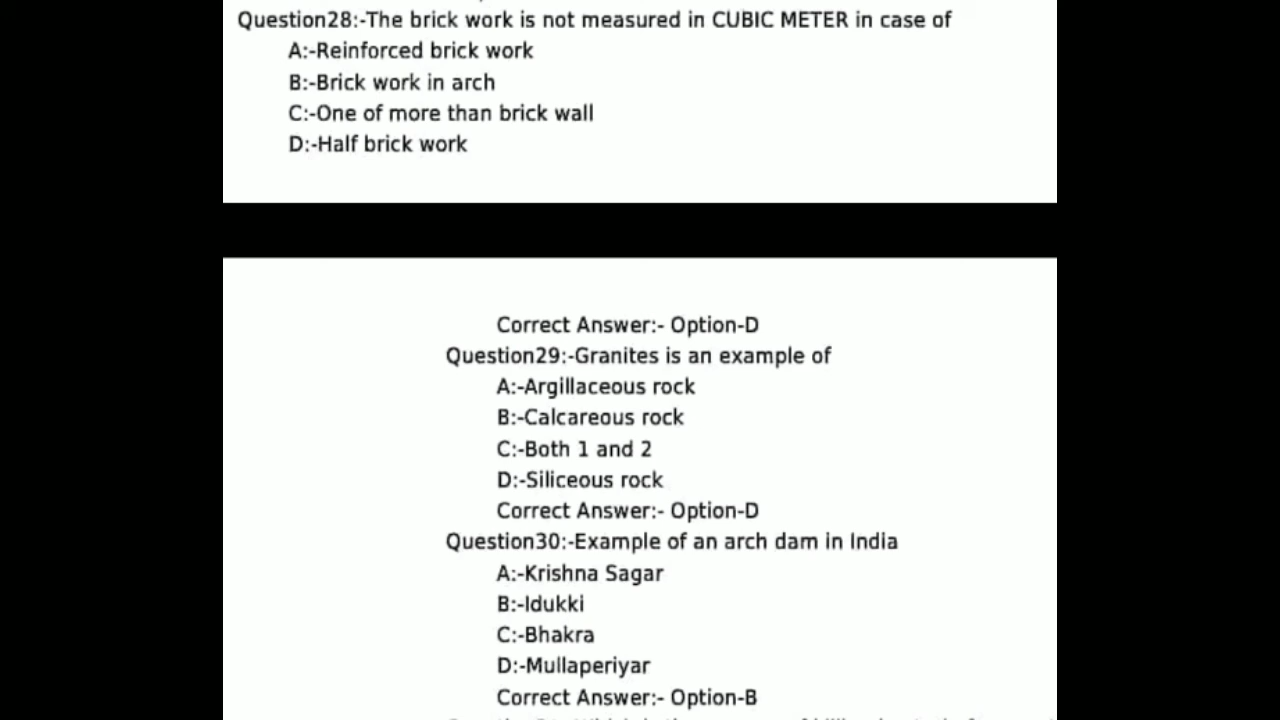 Question28:-The brick work is not measured in CUBIC METER in case of
A:-Reinforced brick work
B:-Brick work in arch
C:-One of more than brick wall
D:-Half brick work
Correct Answer:- Option-D
Question29:-Granites is an example of
A:-Argillaceous rock
B:-Calcareous rock
C:-Both 1 and 2
D:-Siliceous rock
Correct Answer:- Option-D
Question30:-Example of an arch dam in India
A:-Krishna Sagar
B:-Idukki
C:-Bhakra
D:-Mullaperiyar
Correct Answer:- Option-B